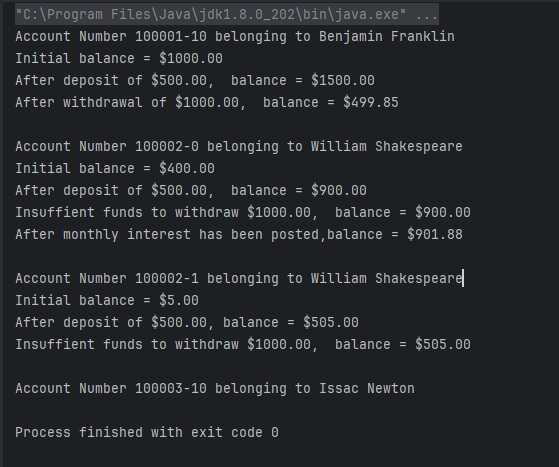 "C:\Program Files\Java\jdk1.8.0_202\bin\java.exe" ...
Account Number 100001-10 belonging to Benjamin Franklin
Initial balance = $1000.00
After deposit of $500.00,  balance = $1500.00
After withdrawal of $1000.00,  balance = $499.85

Account Number 100002-0 belonging to William Shakespeare
Initial balance = $400.00
After deposit of $500.00,  balance = $900.00
Insuffient funds to withdraw $1000.00,  balance = $900.00
After monthly interest has been posted,balance = $901.88

Account Number 100002-1 belonging to William Shakespeare
Initial balance = $5.00
After deposit of $500.00, balance = $505.00
Insuffient funds to withdraw $1000.00,  balance = $505.00

Account Number 100003-10 belonging to Issac Newton

Process finished with exit code 0